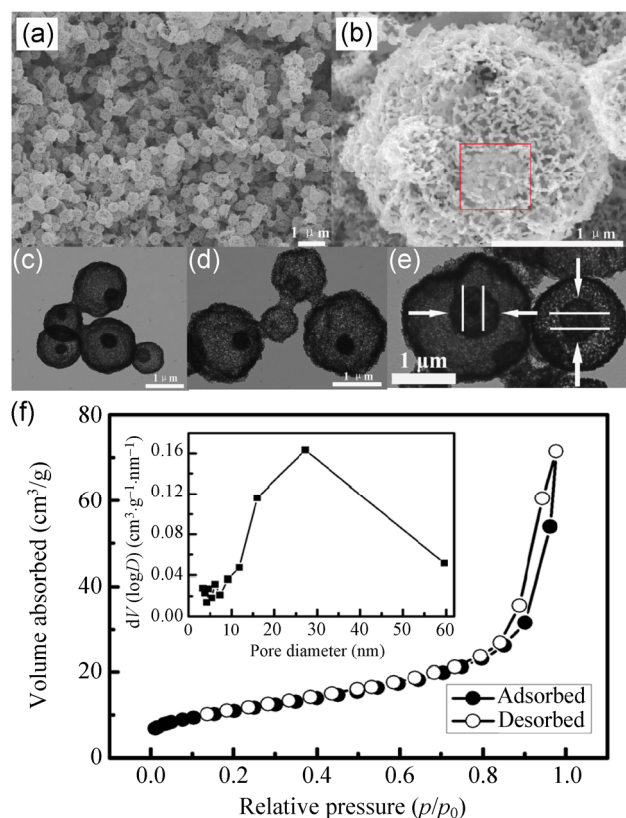 (a)
(b)
1 μm
1 μm
(c)
(d)
(e)
1 μm
1 μm
1 μm
(f)
80
60
40
20
0
Volume absorbed (cm³/g)
0.16
0.12
0.08
0.04
0.00
dV (logD) (cm³·g⁻¹·nm⁻¹)
0 10 20 30 40 50 60
Pore diameter (nm)
Adsorbed
Desorbed
0.0 0.2 0.4 0.6 0.8 1.0
Relative pressure (p/p₀)